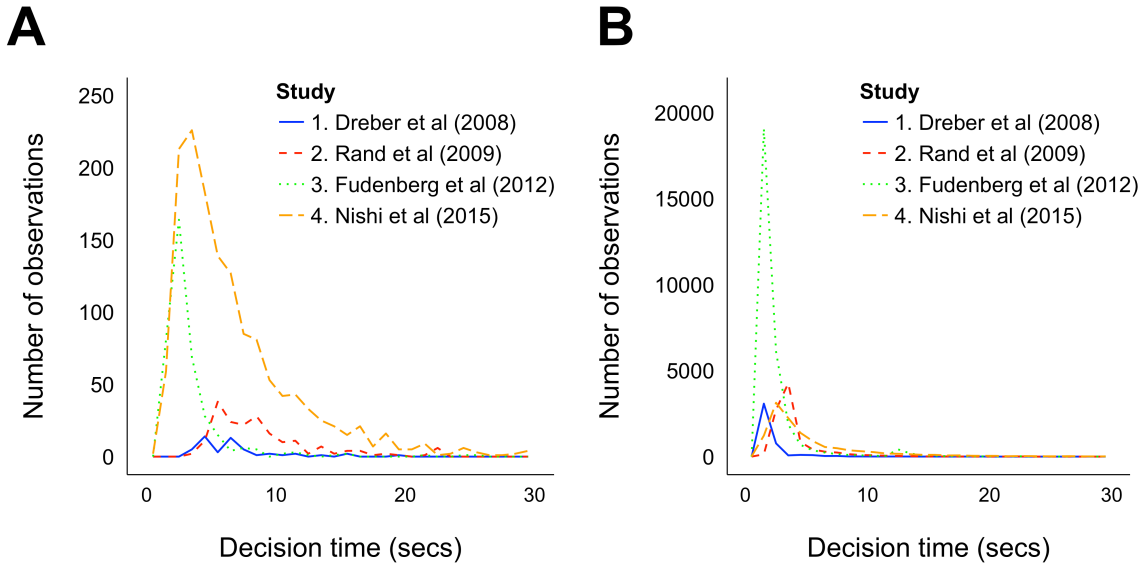 A
Number of observations
250
200
150
100
50
0
Study
1. Dreber et al (2008)
2. Rand et al (2009)
3. Fudenberg et al (2012)
4. Nishi et al (2015)
0 10 20 30
Decision time (secs)
B
Number of observations
20000
15000
10000
5000
0
Study
1. Dreber et al (2008)
2. Rand et al (2009)
3. Fudenberg et al (2012)
4. Nishi et al (2015)
0 10 20 30
Decision time (secs)